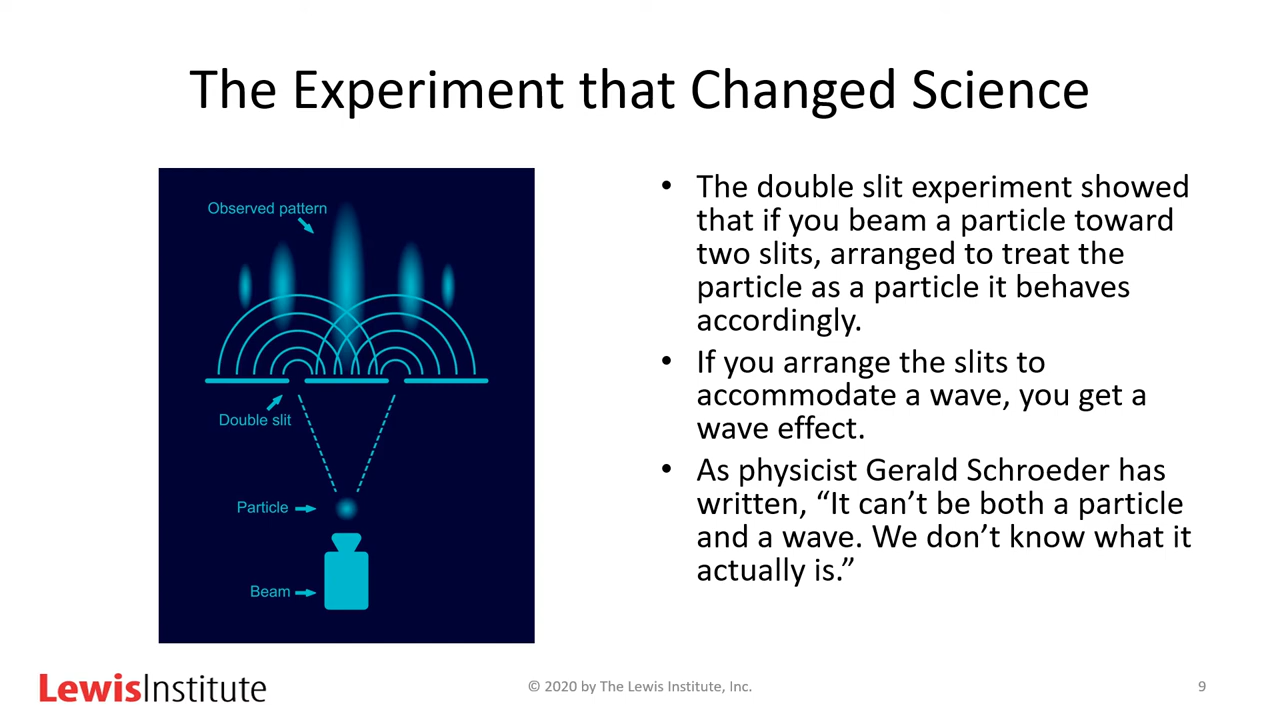 The Experiment that Changed Science
Observed pattern
Double slit
Particle
Beam
• The double slit experiment showed
that if you beam a particle toward
two slits, arranged to treat the
particle as a particle it behaves
accordingly.
• If you arrange the slits to
accommodate a wave, you get a
wave effect.
• As physicist Gerald Schroeder has
written, “It can’t be both a particle
and a wave. We don’t know what it
actually is.”
LewisInstitute
© 2020 by The Lewis Institute, Inc.
9